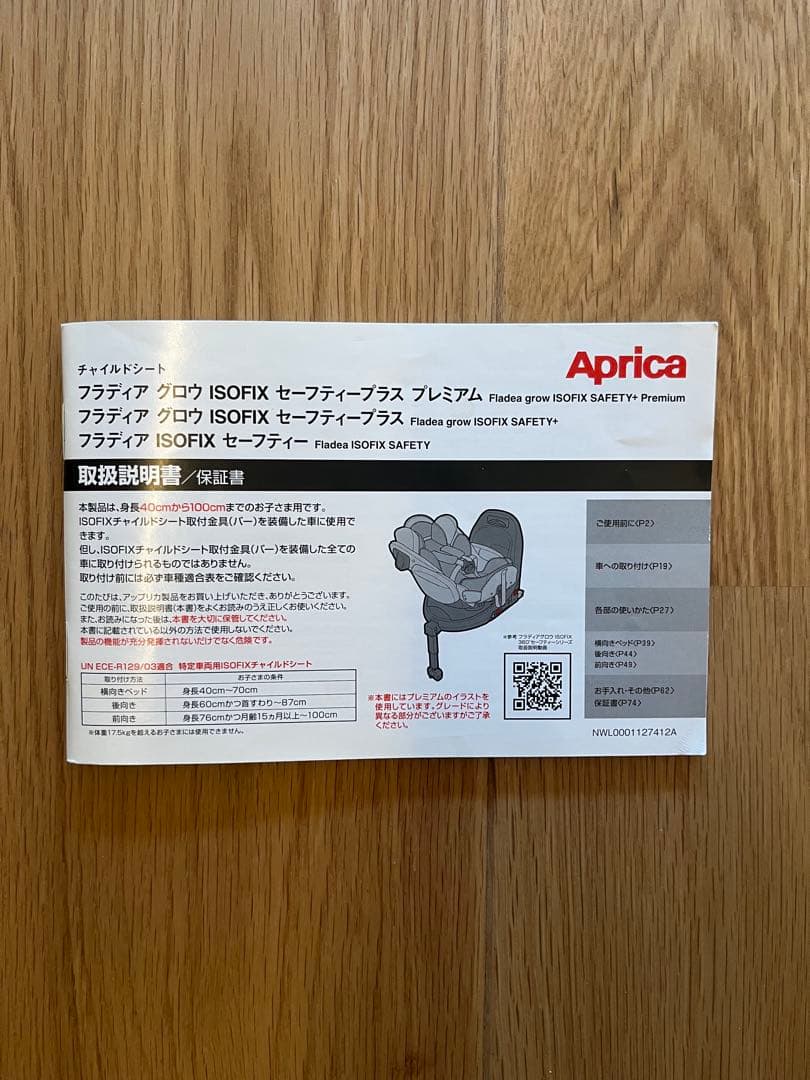 チャイルドシート
Aprica
フラディア グロウ ISOFIX セーフティープラス プレミアム Fladea grow ISOFIX SAFETY+ Premium
フラディア グロウ ISOFIX セーフティープラス Fladea grow ISOFIX SAFETY+
フラディア ISOFIX セーフティー Fladea ISOFIX SAFETY
取扱説明書/保証書
本製品は、身長40cmから100cmまでのお子さま用です。
ISOFIXチャイルドシート取付金具(バー)を装備した車に使用で
きます。
但し、ISOFIXチャイルドシート取付金具(バー)を装備した全ての
車に取り付けられるものではありません。
取り付け前には必ず車種適合表をご確認ください。
このたびは、アップリカ製品をお買い上げいただき、ありがとうございます。
ご使用の前に、取扱説明書(本書)をよくお読みのうえ正しくお使いください。
また、お読みになった後は、本書を大切に保管してください。
本書に記載されている以外の方法で使用しないでください。
製品の機能が充分発揮されないだけでなく危険です。
UN ECE-R129/03適合 特定車両用ISOFIXチャイルドシート
取り付け方法 お子さまの条件
横向きベッド 身長40cm〜70cm
後向き 身長60cmかつ首すわり〜87cm
前向き 身長76cmかつ月齢15ヵ月以上〜100cm
※体重17.5kgを超えるお子さまには使用できません。
※参考 フラディアグロウ ISOFIX
360°セーフティーシリーズ
取扱説明動画
※本書にはプレミアムのイラストを
使用しています。グレードにより
異なる部分がございますがご了承
ください。
ご使用前に<P2>
車への取り付け<P19>
各部の使いかた<P27>
横向きベッド<P39>
後向き<P44>
前向き<P49>
お手入れ・その他<P62>
保証書<P74>
NWL0001127412A